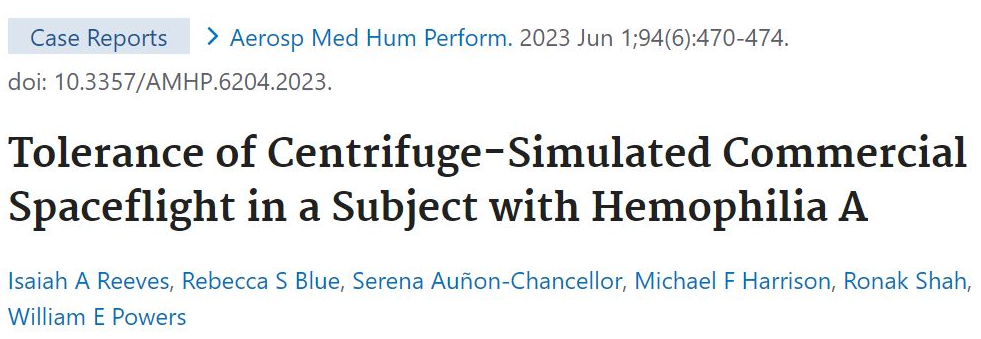 Case Reports > Aerosp Med Hum Perform. 2023 Jun 1;94(6):470-474.
doi: 10.3357/AMHP.6204.2023.
Tolerance of Centrifuge-Simulated Commercial
Spaceflight in a Subject with Hemophilia A
Isaiah A Reeves, Rebecca S Blue, Serena Auñon-Chancellor, Michael F Harrison, Ronak Shah,
William E Powers